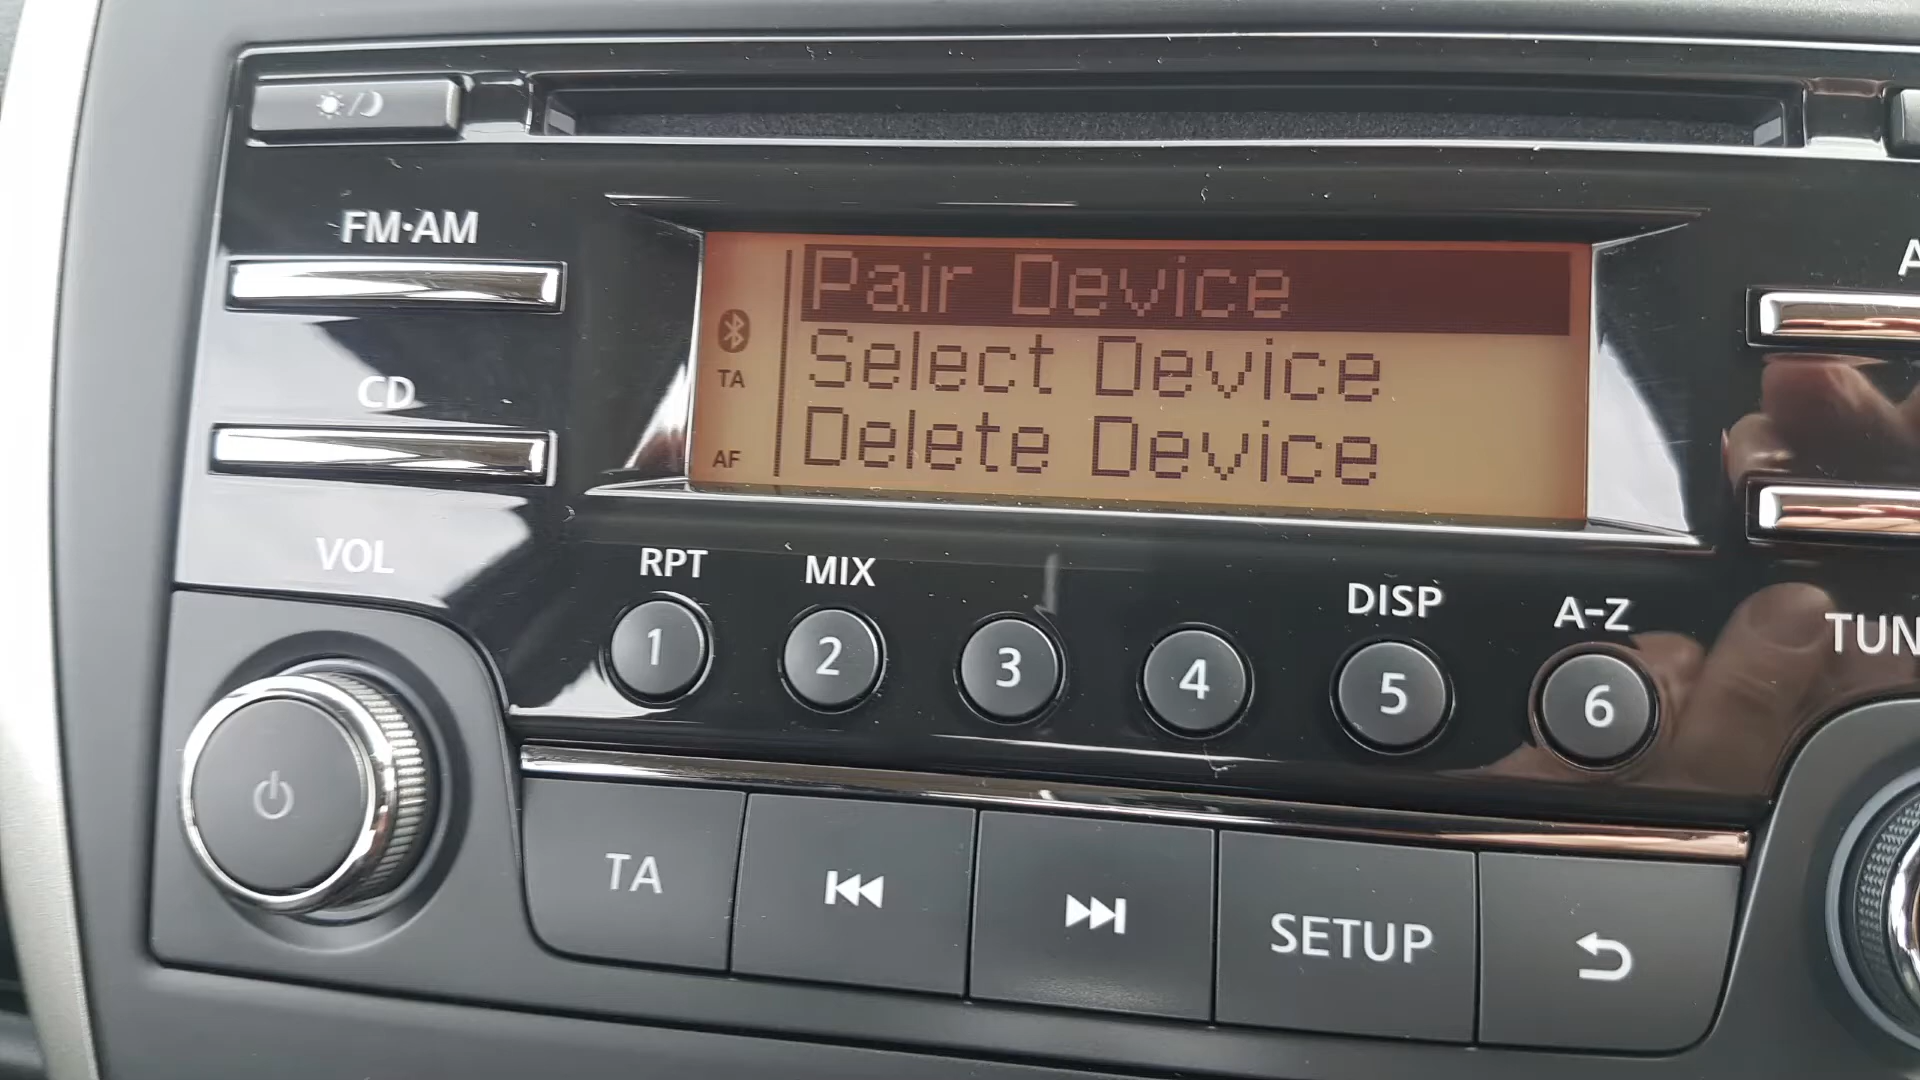 FM·AM
CD
VOL
Pair Device
Select Device
Delete Device
TA
AF
RPT
MIX
DISP
A-Z
1
2
3
4
5
6
TA
SETUP